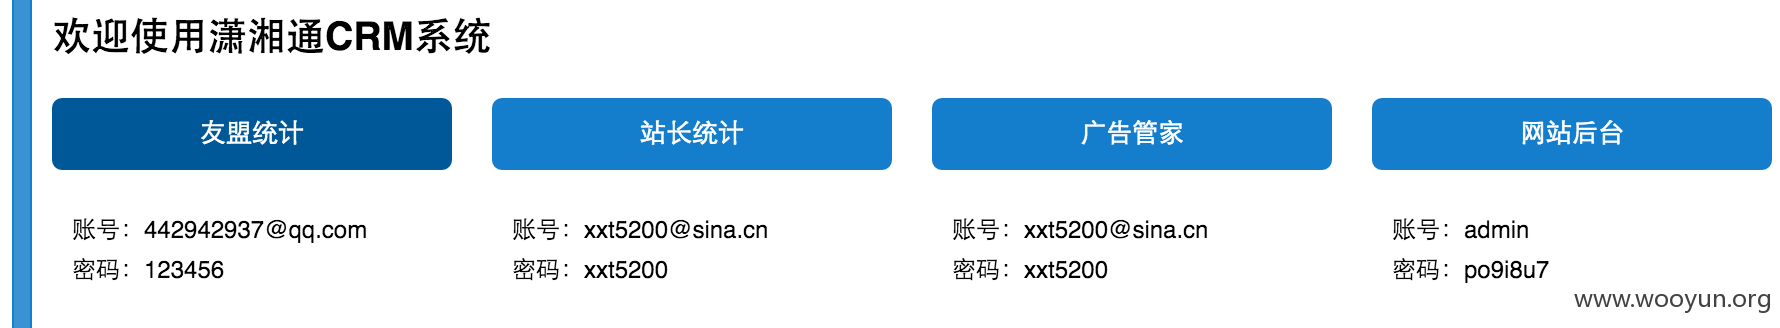 欢迎使用潇湘通CRM系统
友盟统计 站长统计 广告管家 网站后台
账号：442942937@qq.com 账号：xxt5200@sina.cn 账号：xxt5200@sina.cn 账号：admin
密码：123456 密码：xxt5200 密码：xxt5200 密码：po9i8u7
www.wooyun.org